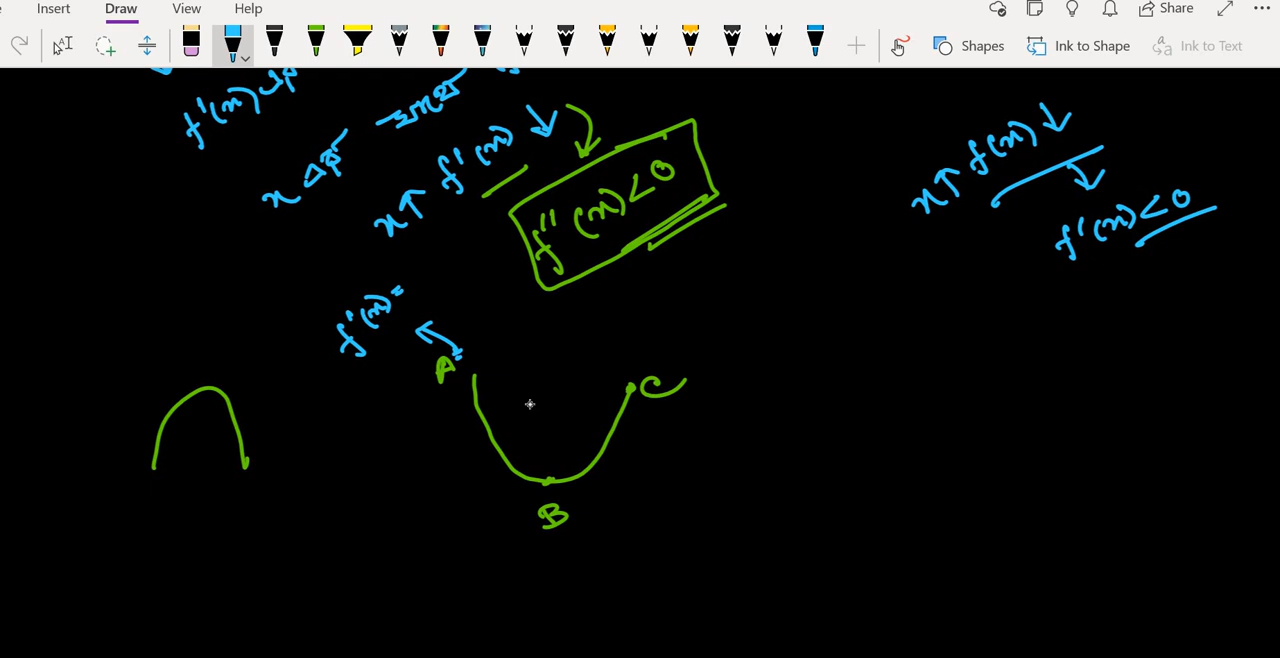 Insert Draw View Help
Share
Shapes
Ink to Shape
Ink to Text
f'(x)
x↑ f'(x) ↓
f''(x) < 0
x↑ f(x) ↓
f'(x) < 0
f'(x) =
A
C
B